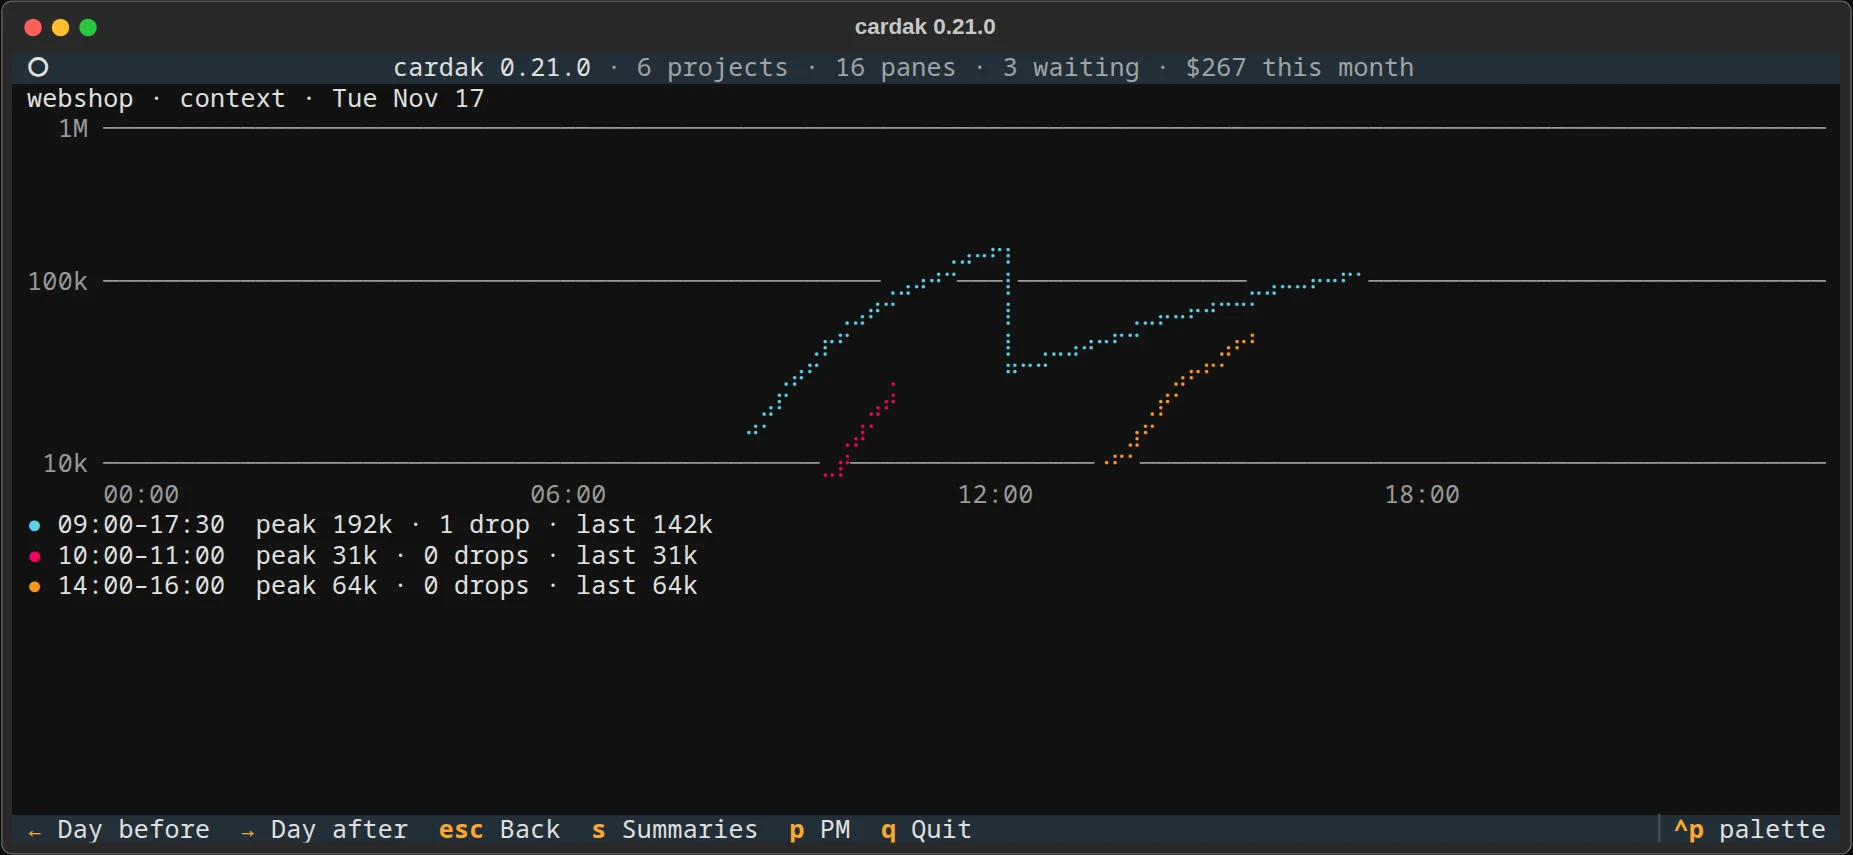 cardak 0.21.0
cardak 0.21.0 · 6 projects · 16 panes · 3 waiting · $267 this month
webshop · context · Tue Nov 17
1M
100k
10k
00:00 06:00 12:00 18:00
● 09:00–17:30 peak 192k · 1 drop · last 142k
● 10:00–11:00 peak 31k · 0 drops · last 31k
● 14:00–16:00 peak 64k · 0 drops · last 64k
← Day before → Day after esc Back s Summaries p PM q Quit ^p palette